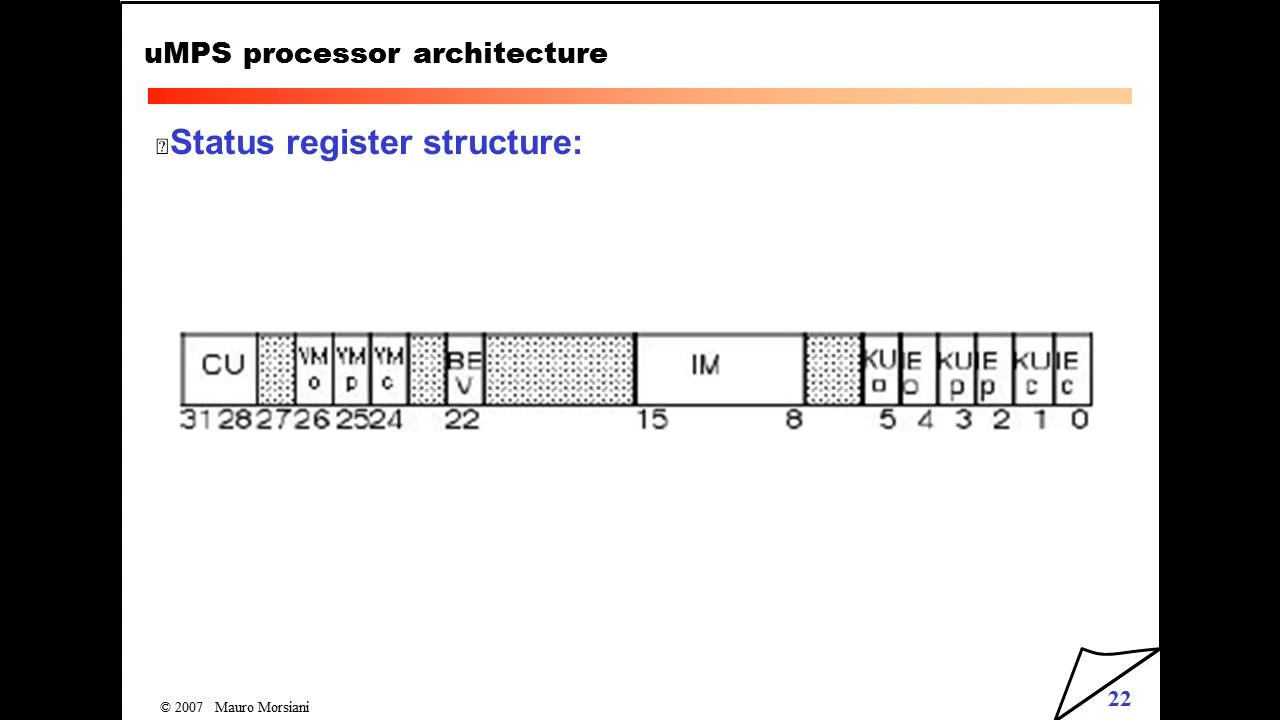 uMPS processor architecture
Status register structure:
CU VM VM VM BE IM KU IE KU IE KU IE
o p c V o o p p c c
31 28 27 26 25 24 22 15 8 5 4 3 2 1 0
© 2007 Mauro Morsiani
22